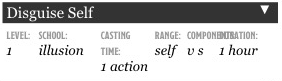 Disguise Self ▼
LEVEL: SCHOOL: CASTING RANGE: COMPONENTS: DURATION:
1 illusion TIME: self v s 1 hour
1 action